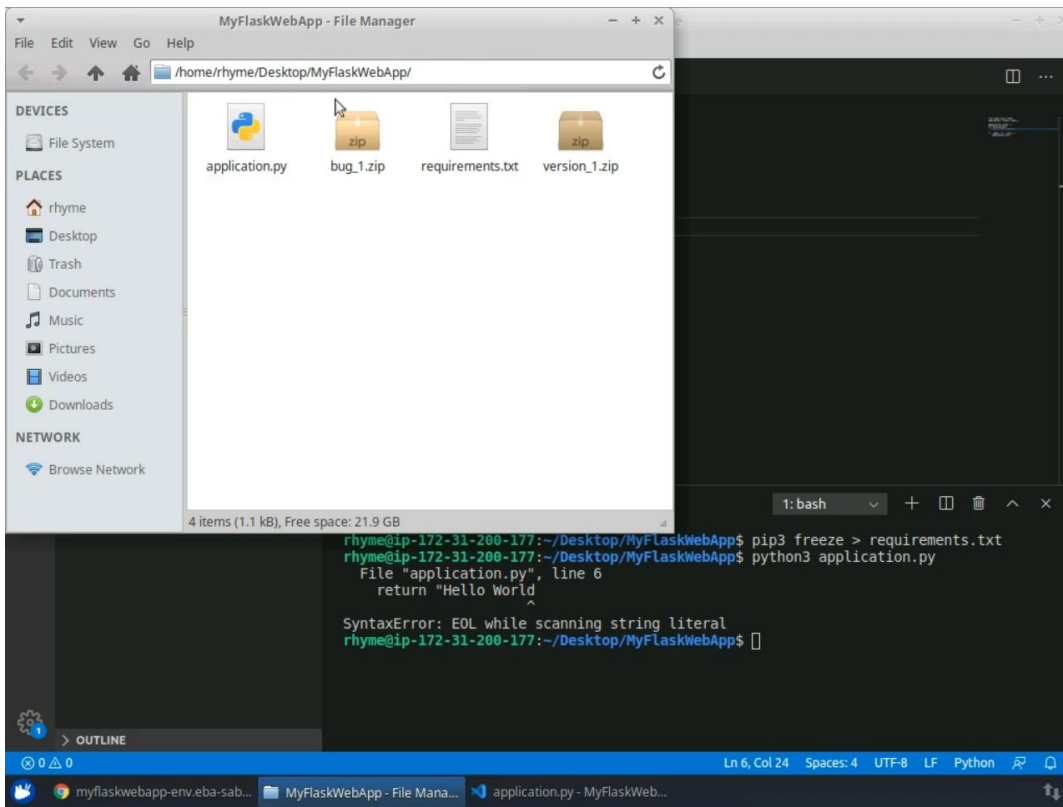 MyFlaskWebApp - File Manager
File Edit View Go Help
/home/rhyme/Desktop/MyFlaskWebApp/
DEVICES
File System
PLACES
rhyme
Desktop
Trash
Documents
Music
Pictures
Videos
Downloads
NETWORK
Browse Network
zip
zip
application.py bug_1.zip requirements.txt version_1.zip
4 items (1.1 kB), Free space: 21.9 GB
1: bash
rhyme@ip-172-31-200-177:~/Desktop/MyFlaskWebApp$ pip3 freeze > requirements.txt
rhyme@ip-172-31-200-177:~/Desktop/MyFlaskWebApp$ python3 application.py
File "application.py", line 6
return "Hello World
^
SyntaxError: EOL while scanning string literal
rhyme@ip-172-31-200-177:~/Desktop/MyFlaskWebApp$
1
> OUTLINE
0 0 Ln 6, Col 24 Spaces: 4 UTF-8 LF Python
myflaskwebapp-env.eba-sab... MyFlaskWebApp - File Mana... application.py - MyFlaskWeb...